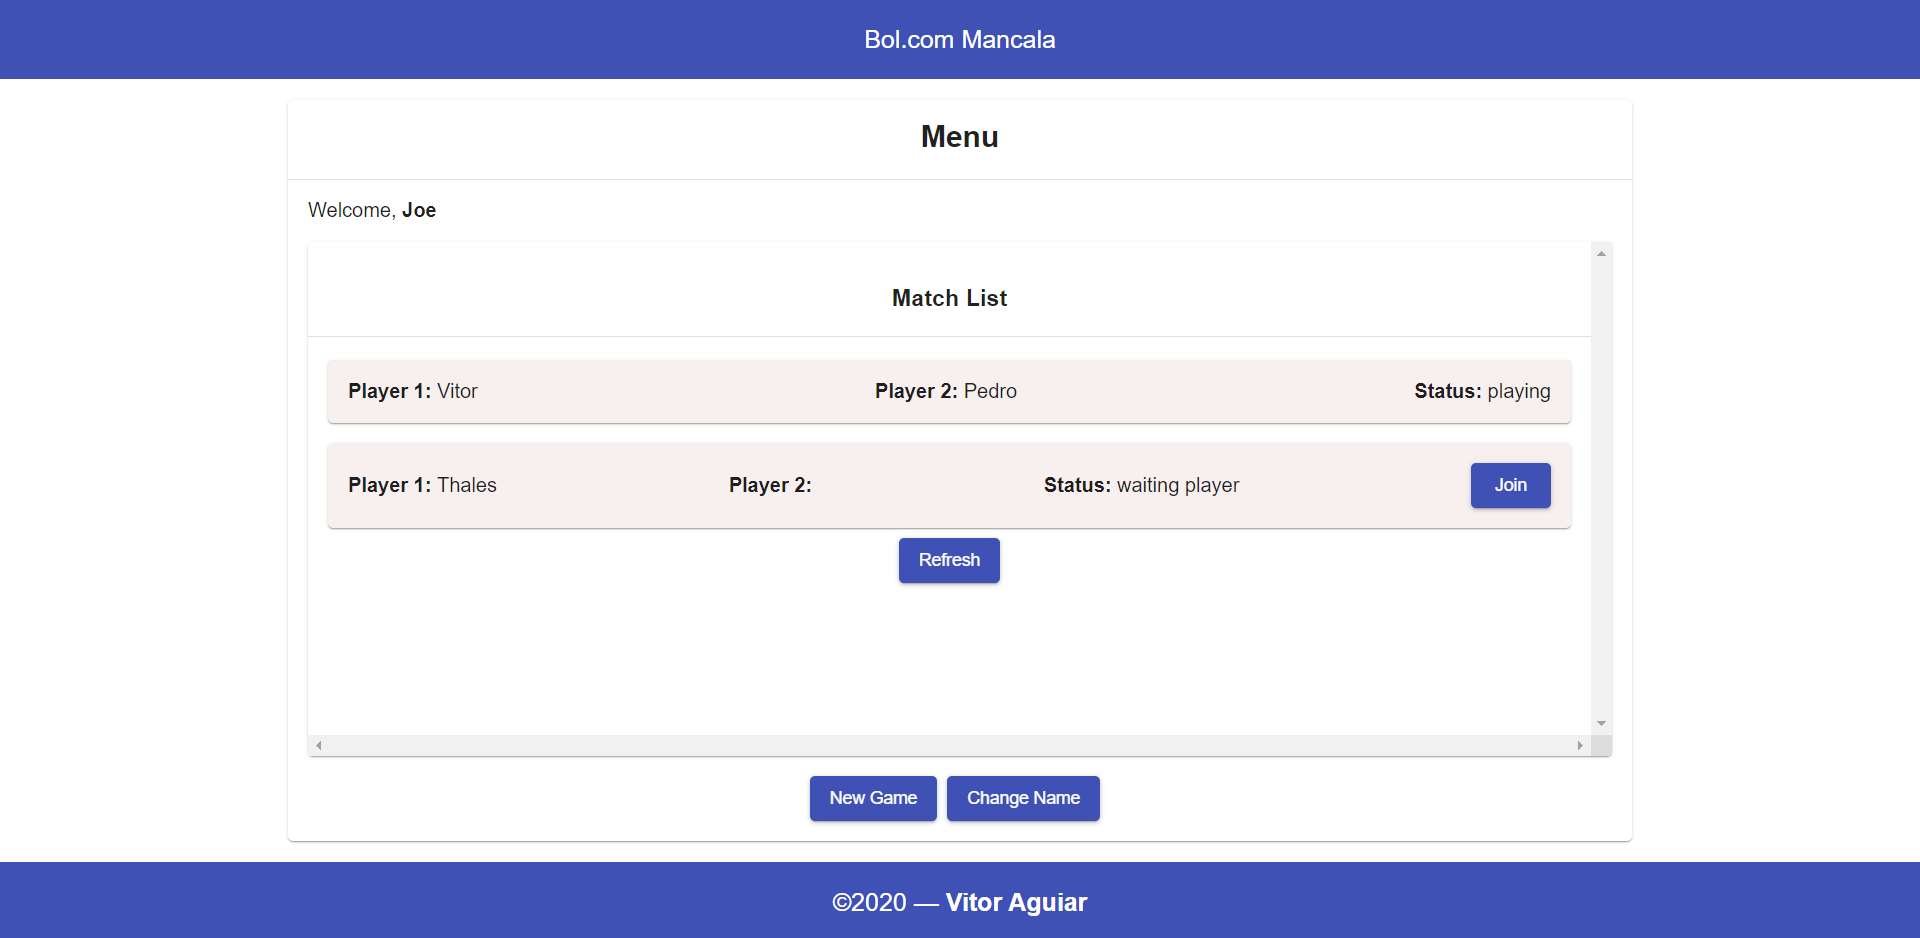 Bol.com Mancala
Menu
Welcome, Joe
Match List
Player 1: Vitor Player 2: Pedro Status: playing
Player 1: Thales Player 2: Status: waiting player Join
Refresh
New Game Change Name
©2020 — Vitor Aguiar